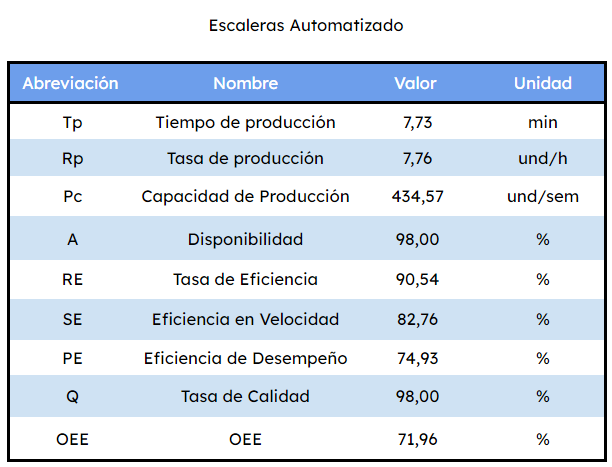 Escaleras Automatizado
Abreviación Nombre Valor Unidad
Tp Tiempo de producción 7,73 min
Rp Tasa de producción 7,76 und/h
Pc Capacidad de Producción 434,57 und/sem
A Disponibilidad 98,00 %
RE Tasa de Eficiencia 90,54 %
SE Eficiencia en Velocidad 82,76 %
PE Eficiencia de Desempeño 74,93 %
Q Tasa de Calidad 98,00 %
OEE OEE 71,96 %